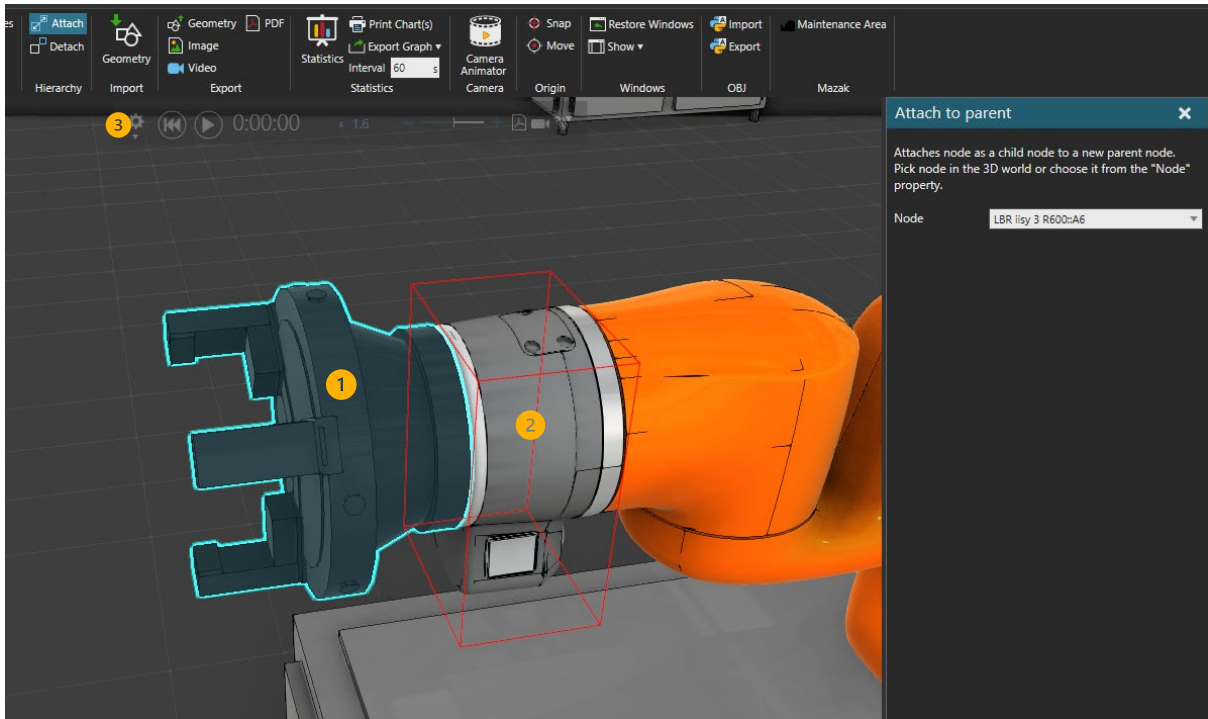 es
Attach
Detach
Hierarchy
Geometry
Import
Geometry
PDF
Image
Video
Export
Statistics
Print Chart(s)
Export Graph
Interval 60 s
Statistics
Camera
Animator
Camera
Snap
Move
Origin
Restore Windows
Show
Windows
Import
Export
OBJ
Maintenance Area
Mazak
3
0:00:00
x 1.6
Attach to parent
Attaches node as a child node to a new parent node.
Pick node in the 3D world or choose it from the "Node"
property.
Node LBR iisy 3 R600::A6
1
2